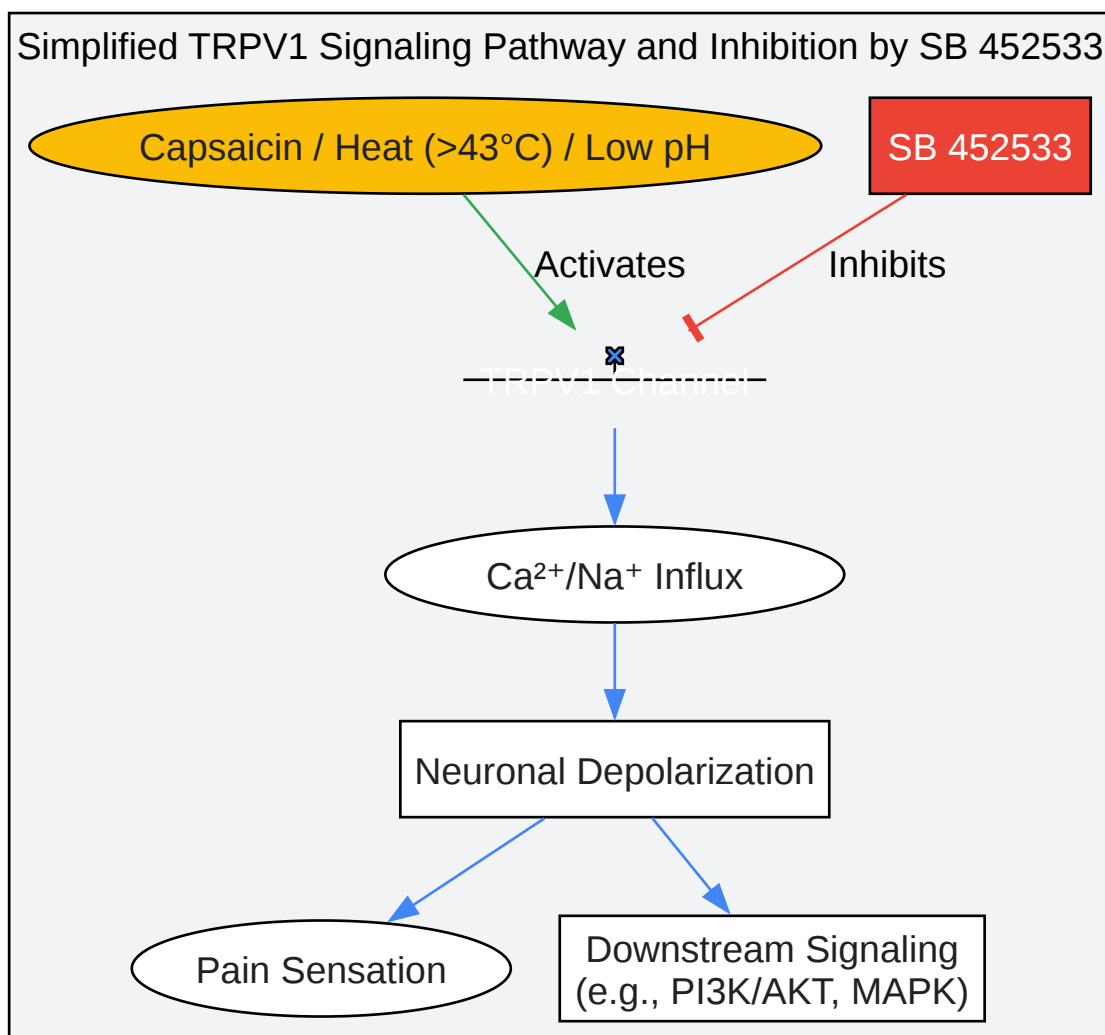 Simplified TRPV1 Signaling Pathway and Inhibition by SB 452533
Capsaicin / Heat (>43°C) / Low pH
SB 452533
Activates
Inhibits
TRPV1 Channel
Ca²⁺/Na⁺ Influx
Neuronal Depolarization
Pain Sensation
Downstream Signaling
(e.g., PI3K/AKT, MAPK)